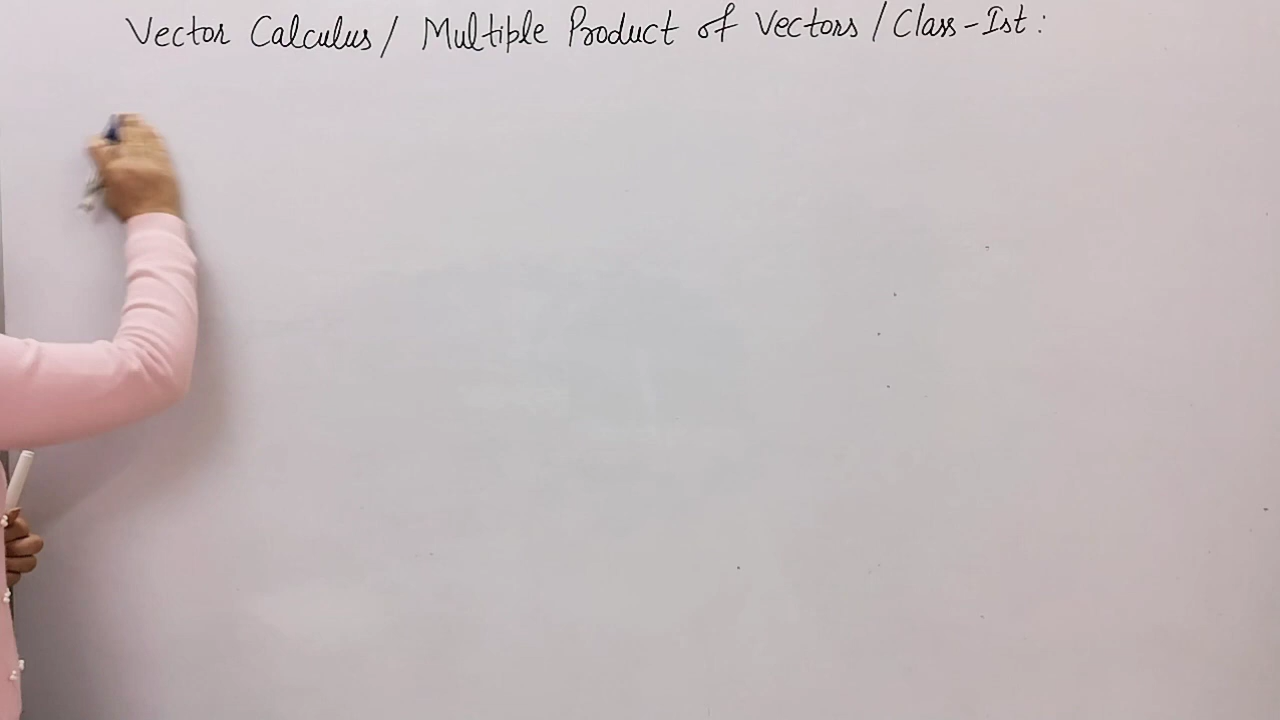 Vector Calculus / Multiple Product of Vectors / Class-Ist :